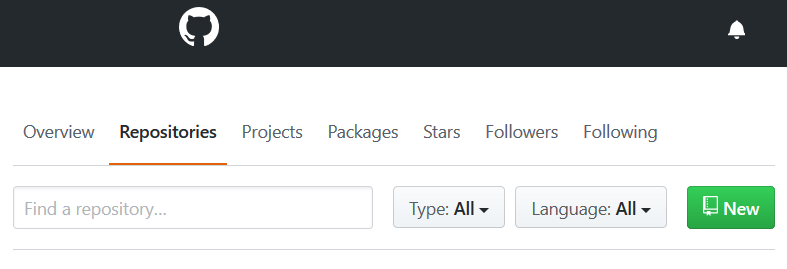 Overview Repositories Projects Packages Stars Followers Following
Find a repository... Type: All Language: All New